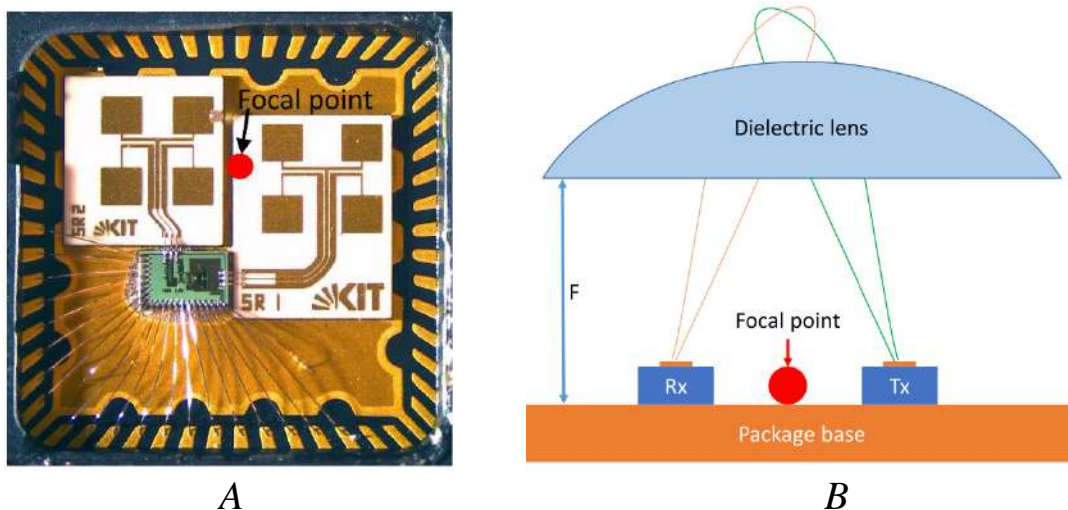 Focal point
SR 2
KIT
SR 1
KIT
A
Dielectric lens
F
Focal point
Rx
Tx
Package base
B